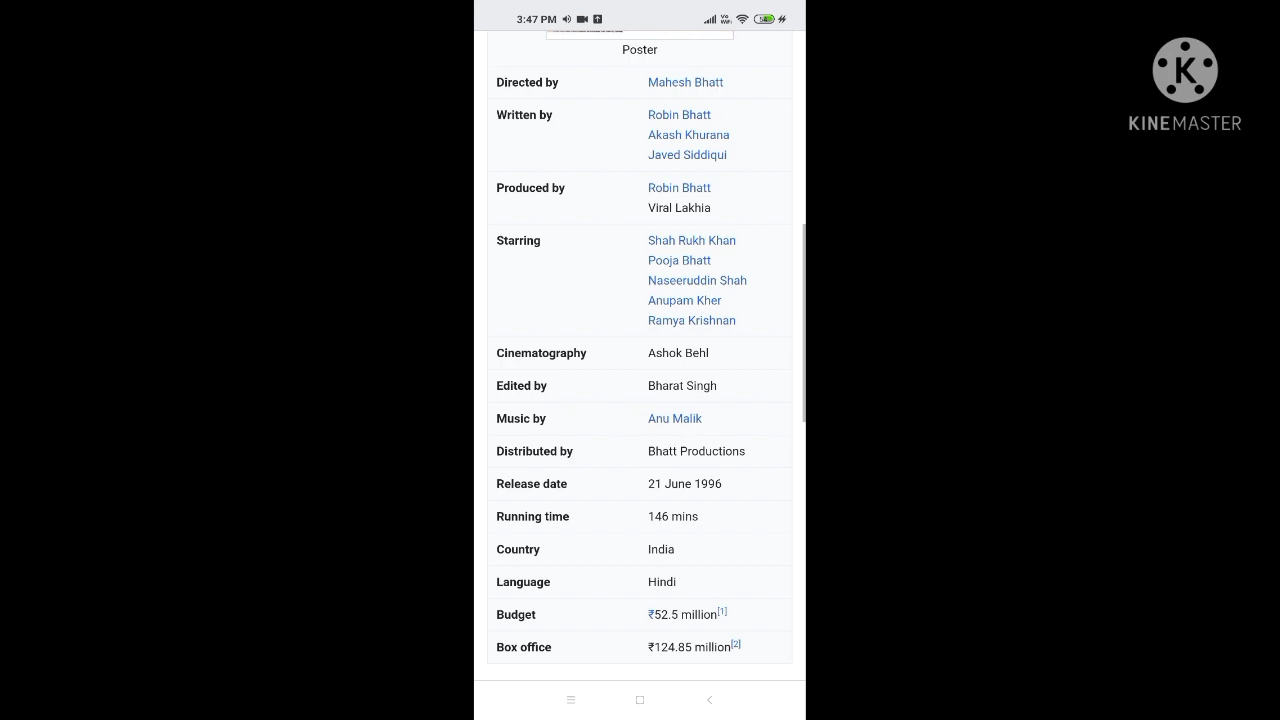 3:47 PM
54
Poster
Directed by Mahesh Bhatt
Written by Robin Bhatt
Akash Khurana
Javed Siddiqui
Produced by Robin Bhatt
Viral Lakhia
Starring Shah Rukh Khan
Pooja Bhatt
Naseeruddin Shah
Anupam Kher
Ramya Krishnan
Cinematography Ashok Behl
Edited by Bharat Singh
Music by Anu Malik
Distributed by Bhatt Productions
Release date 21 June 1996
Running time 146 mins
Country India
Language Hindi
Budget ₹52.5 million[1]
Box office ₹124.85 million[2]
K
KINEMASTER